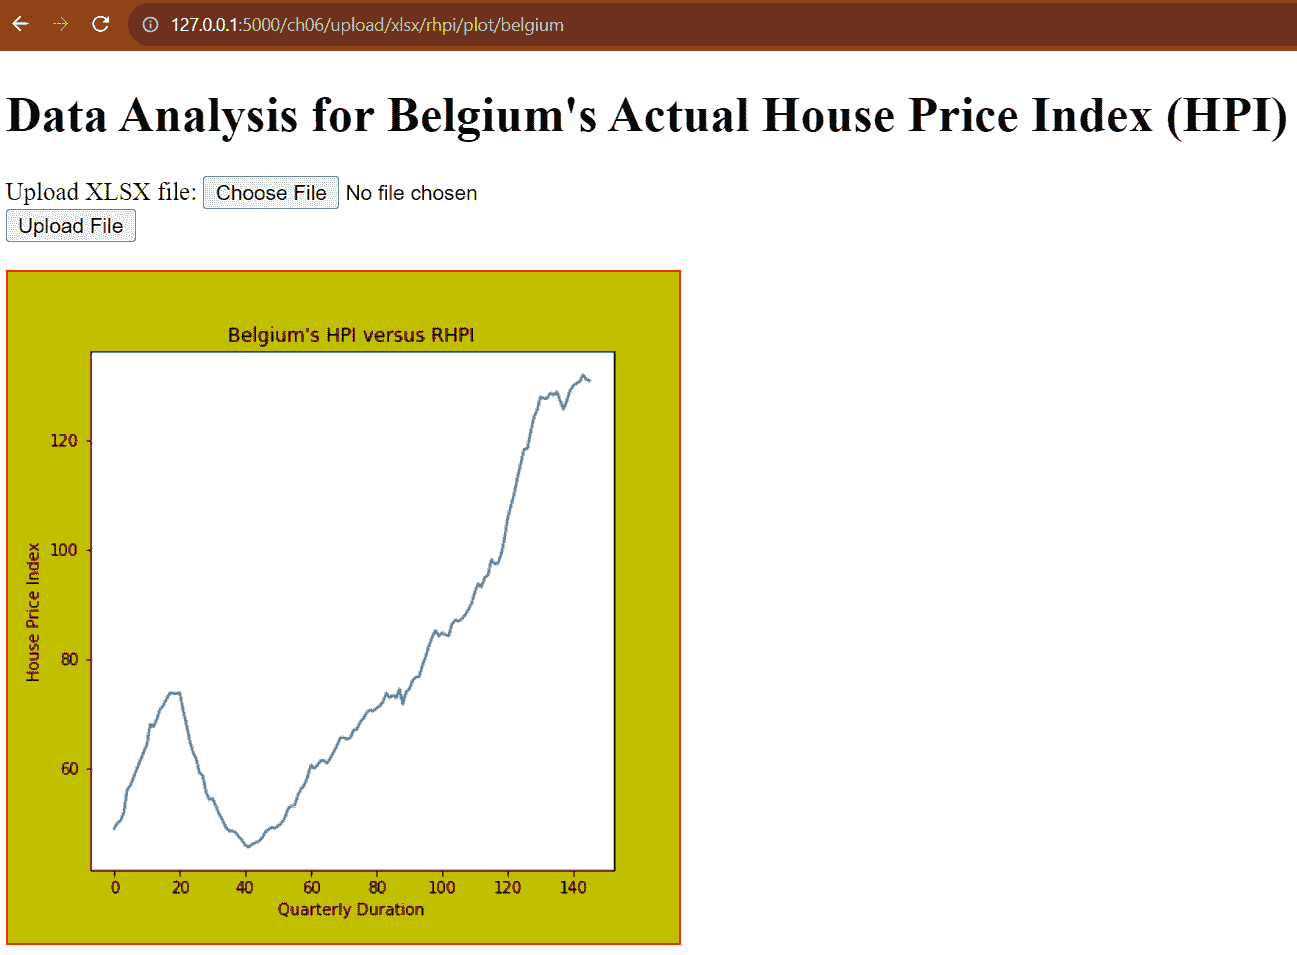 127.0.0.1:5000/ch06/upload/xlsx/rhpi/plot/belgium
Data Analysis for Belgium's Actual House Price Index (HPI)
Upload XLSX file: Choose File No file chosen
Upload File
Belgium's HPI versus RHPI
120
100
80
60
House Price Index
0 20 40 60 80 100 120 140
Quarterly Duration